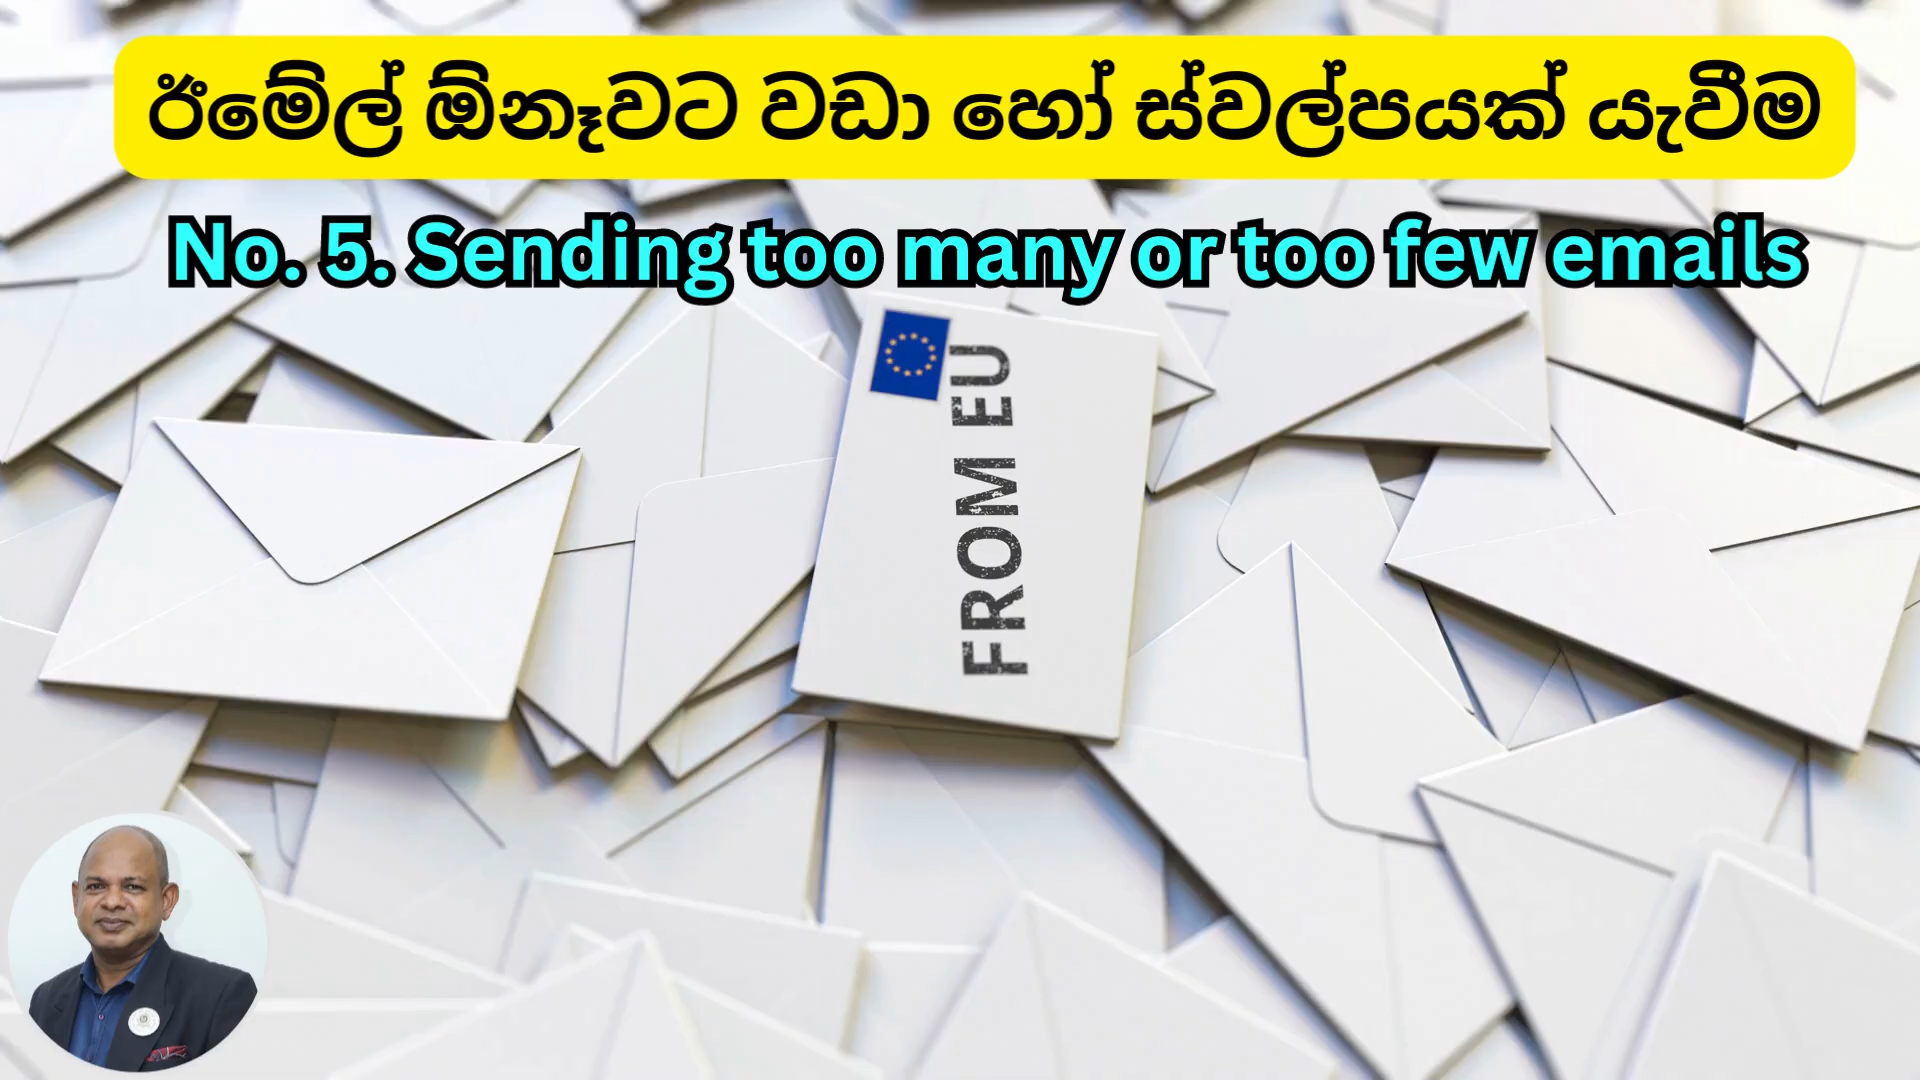 ඊමේල් ඕනෑවට වඩා හෝ ස්වල්පයක් යැවීම
No. 5. Sending too many or too few emails
FROM EU